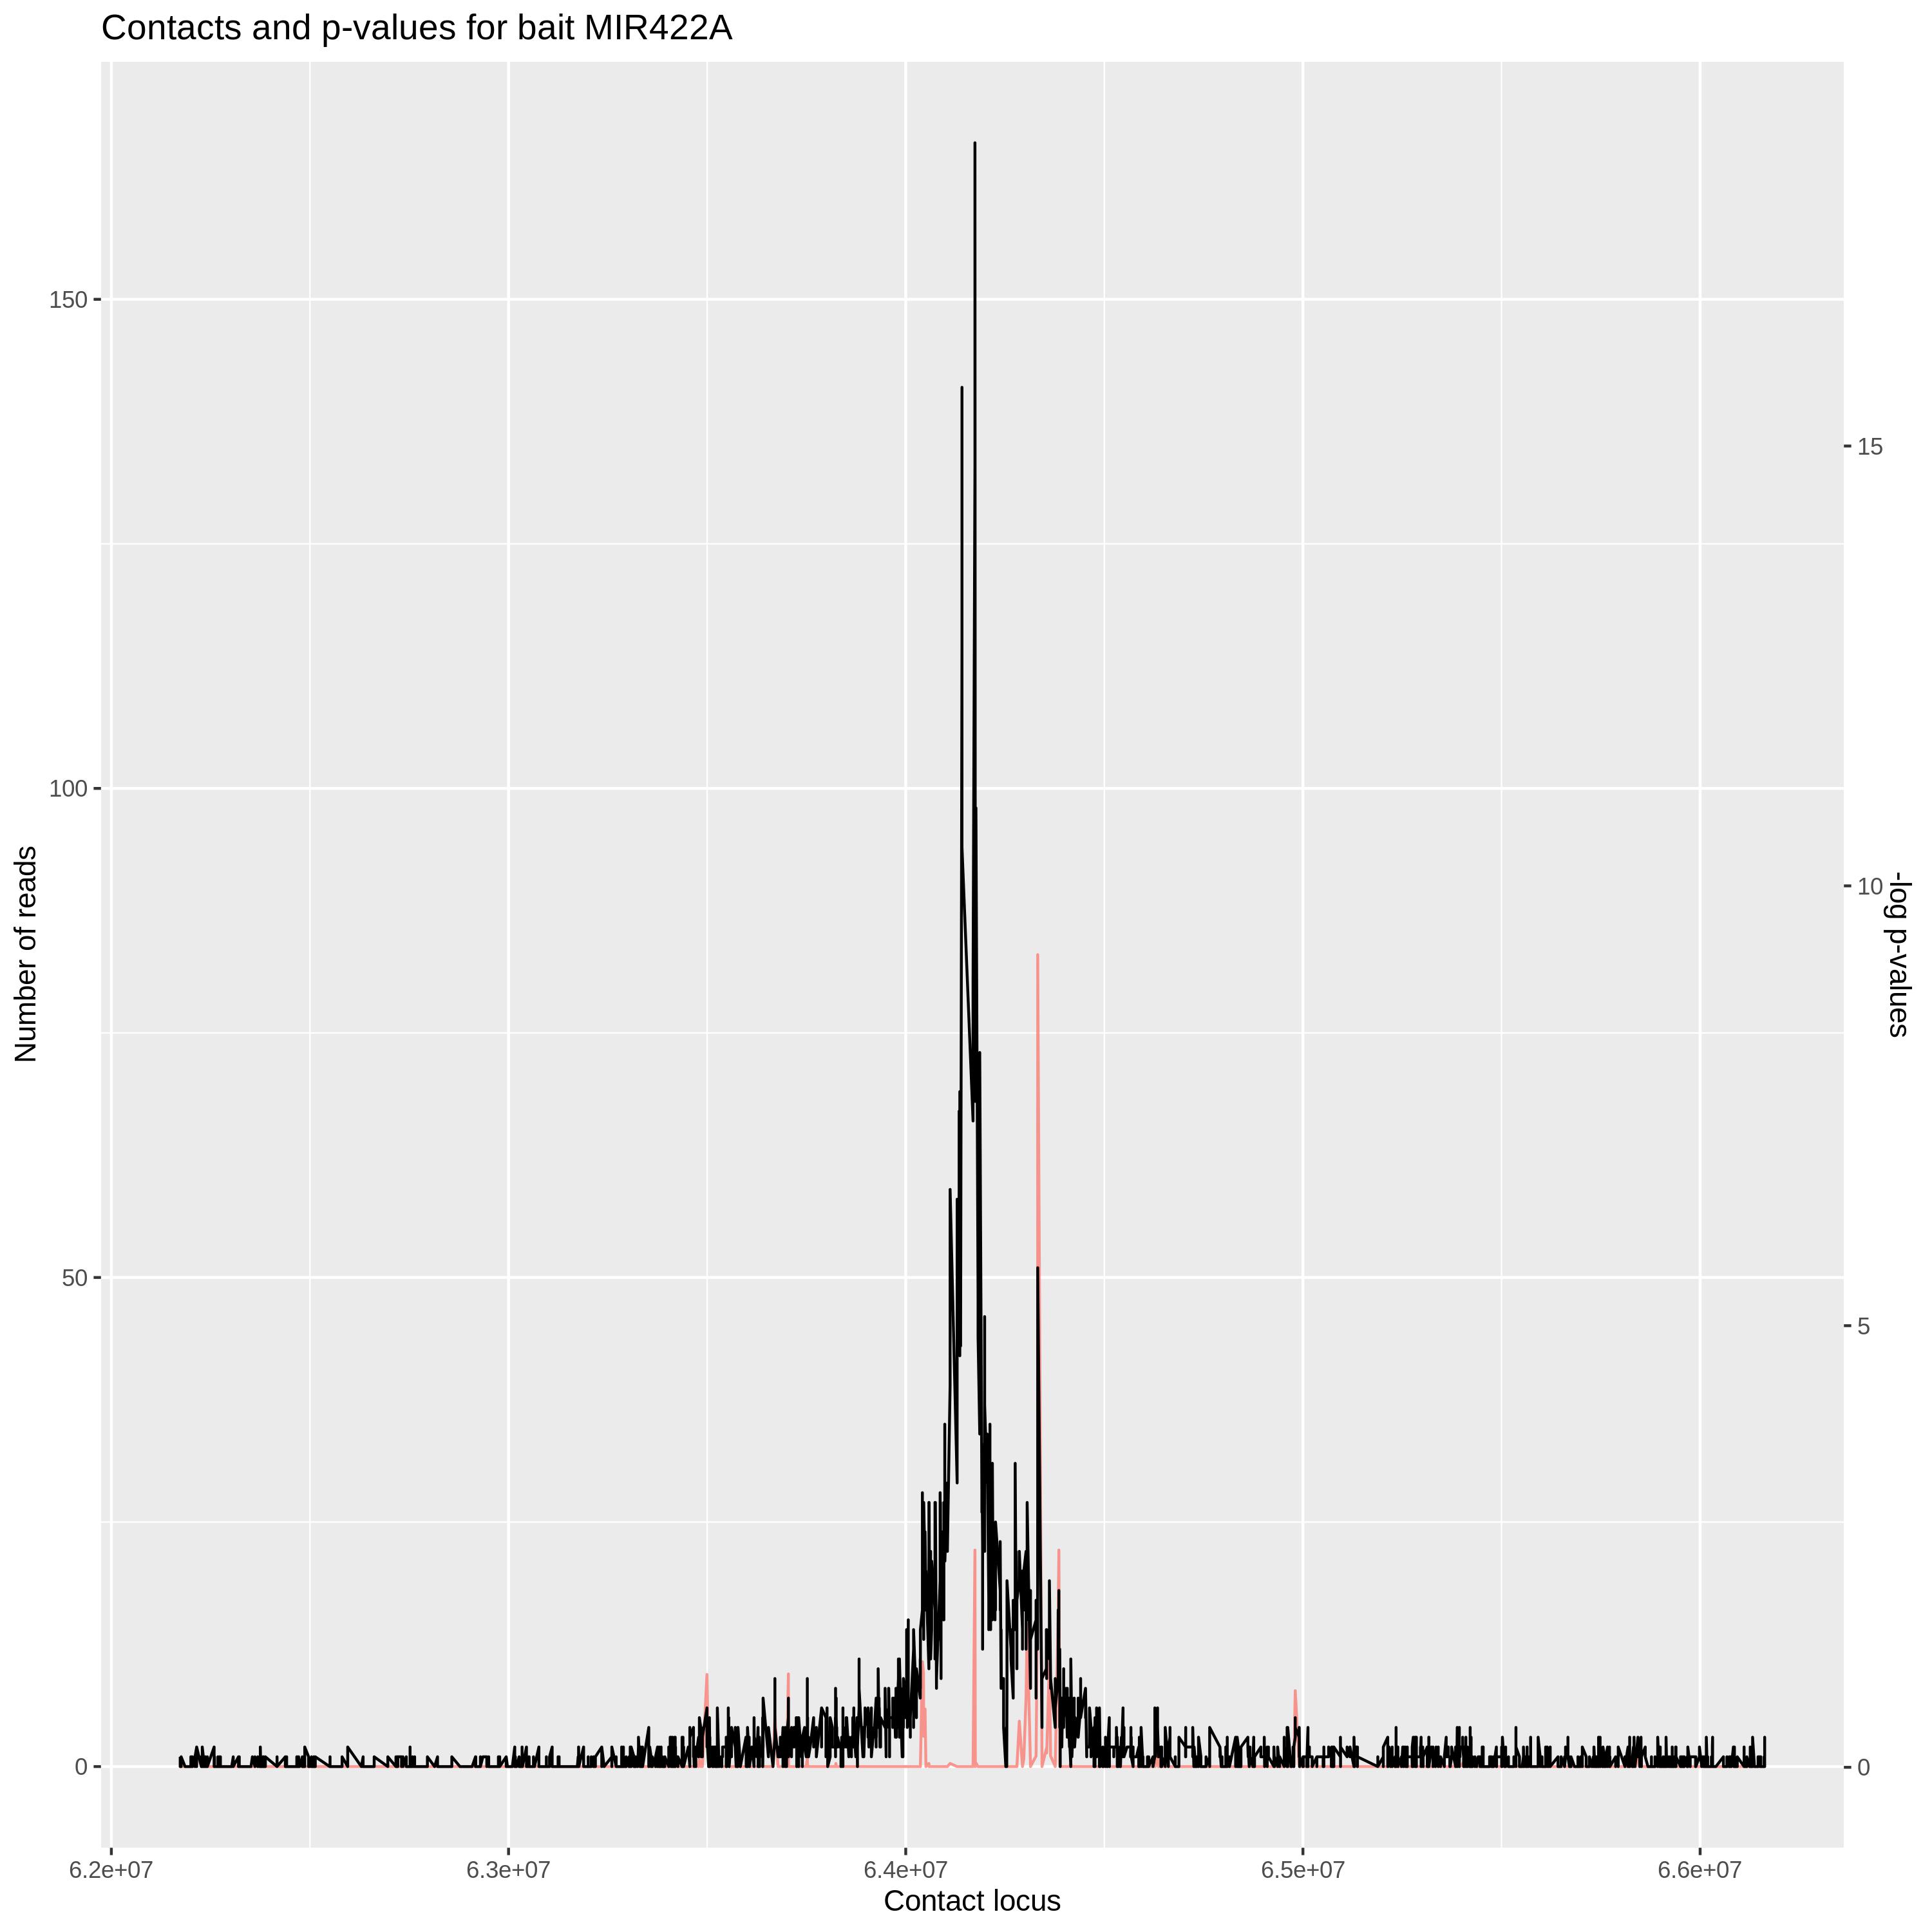 Contacts and p-values for bait MIR422A
150
100
50
0
Number of reads
15
10
5
0
-log p-values
6.2e+07
6.3e+07
6.4e+07
6.5e+07
6.6e+07
Contact locus